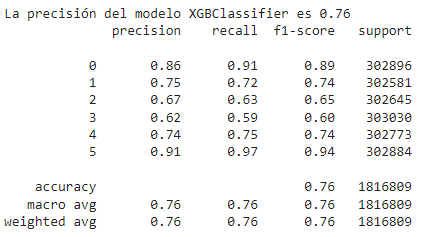 La precisión del modelo XGBClassifier es 0.76
precision recall f1-score support
0 0.86 0.91 0.89 302896
1 0.75 0.72 0.74 302581
2 0.67 0.63 0.65 302645
3 0.62 0.59 0.60 303030
4 0.74 0.75 0.74 302773
5 0.91 0.97 0.94 302884
accuracy 0.76 1816809
macro avg 0.76 0.76 0.76 1816809
weighted avg 0.76 0.76 0.76 1816809